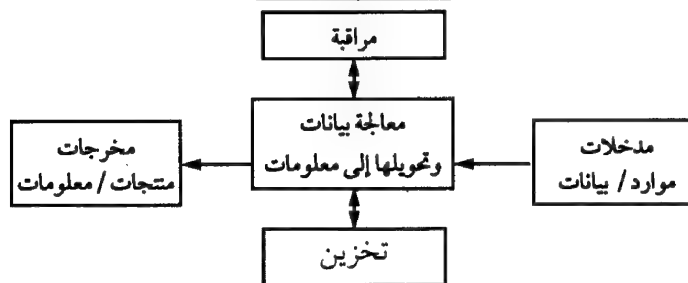 مراقبة
معالجة بيانات
وتحويلها إلى معلومات
مدخلات
موارد / بيانات
مخرجات
منتجات / معلومات
تخزين